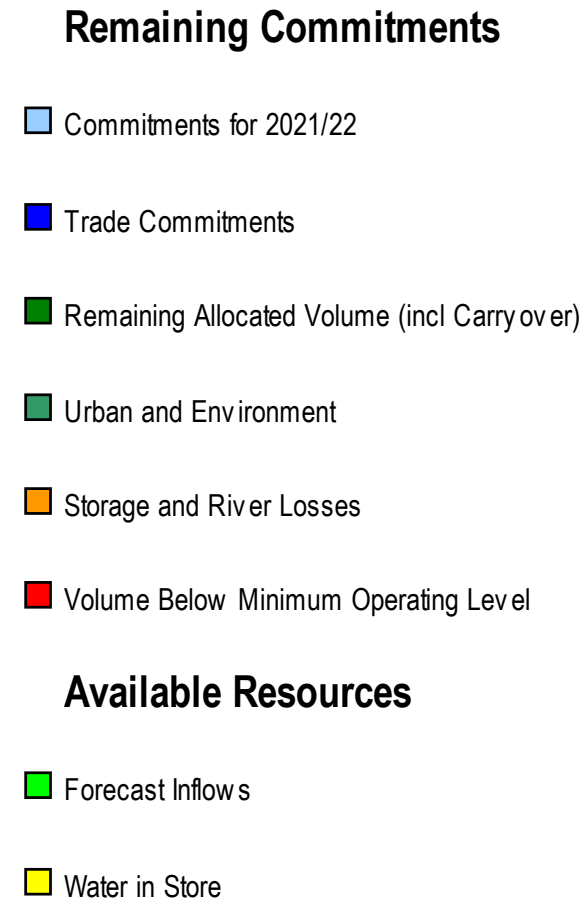 Remaining Commitments
Commitments for 2021/22
Trade Commitments
Remaining Allocated Volume (incl Carryover)
Urban and Environment
Storage and River Losses
Volume Below Minimum Operating Level
Available Resources
Forecast Inflows
Water in Store